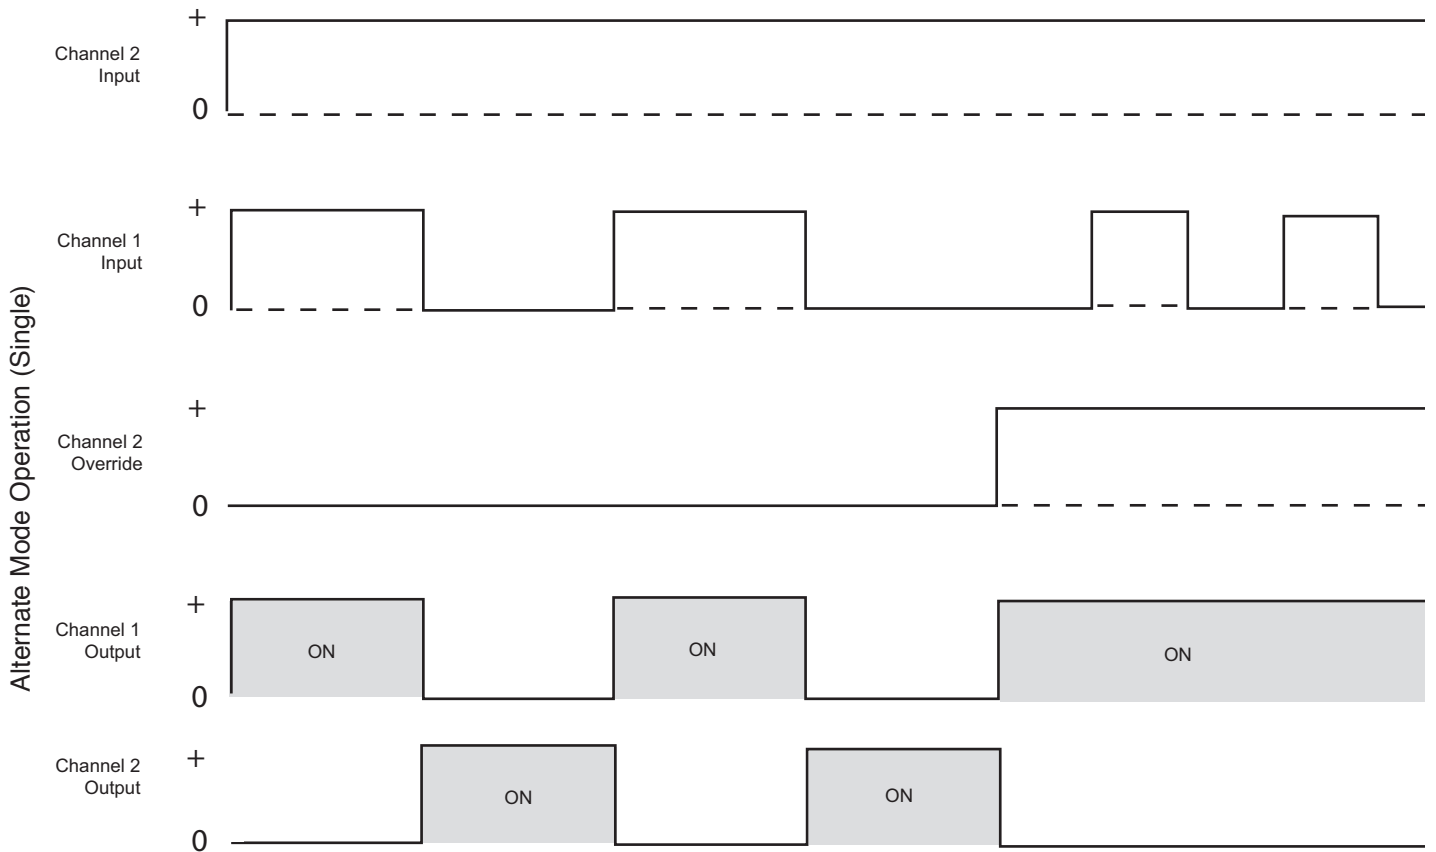 Alternate Mode Operation (Single)
+
Channel 2
Input
0
+
Channel 1
Input
0
+
Channel 2
Override
0
+
Channel 1
Output
ON
ON
ON
0
+
Channel 2
Output
ON
ON
0